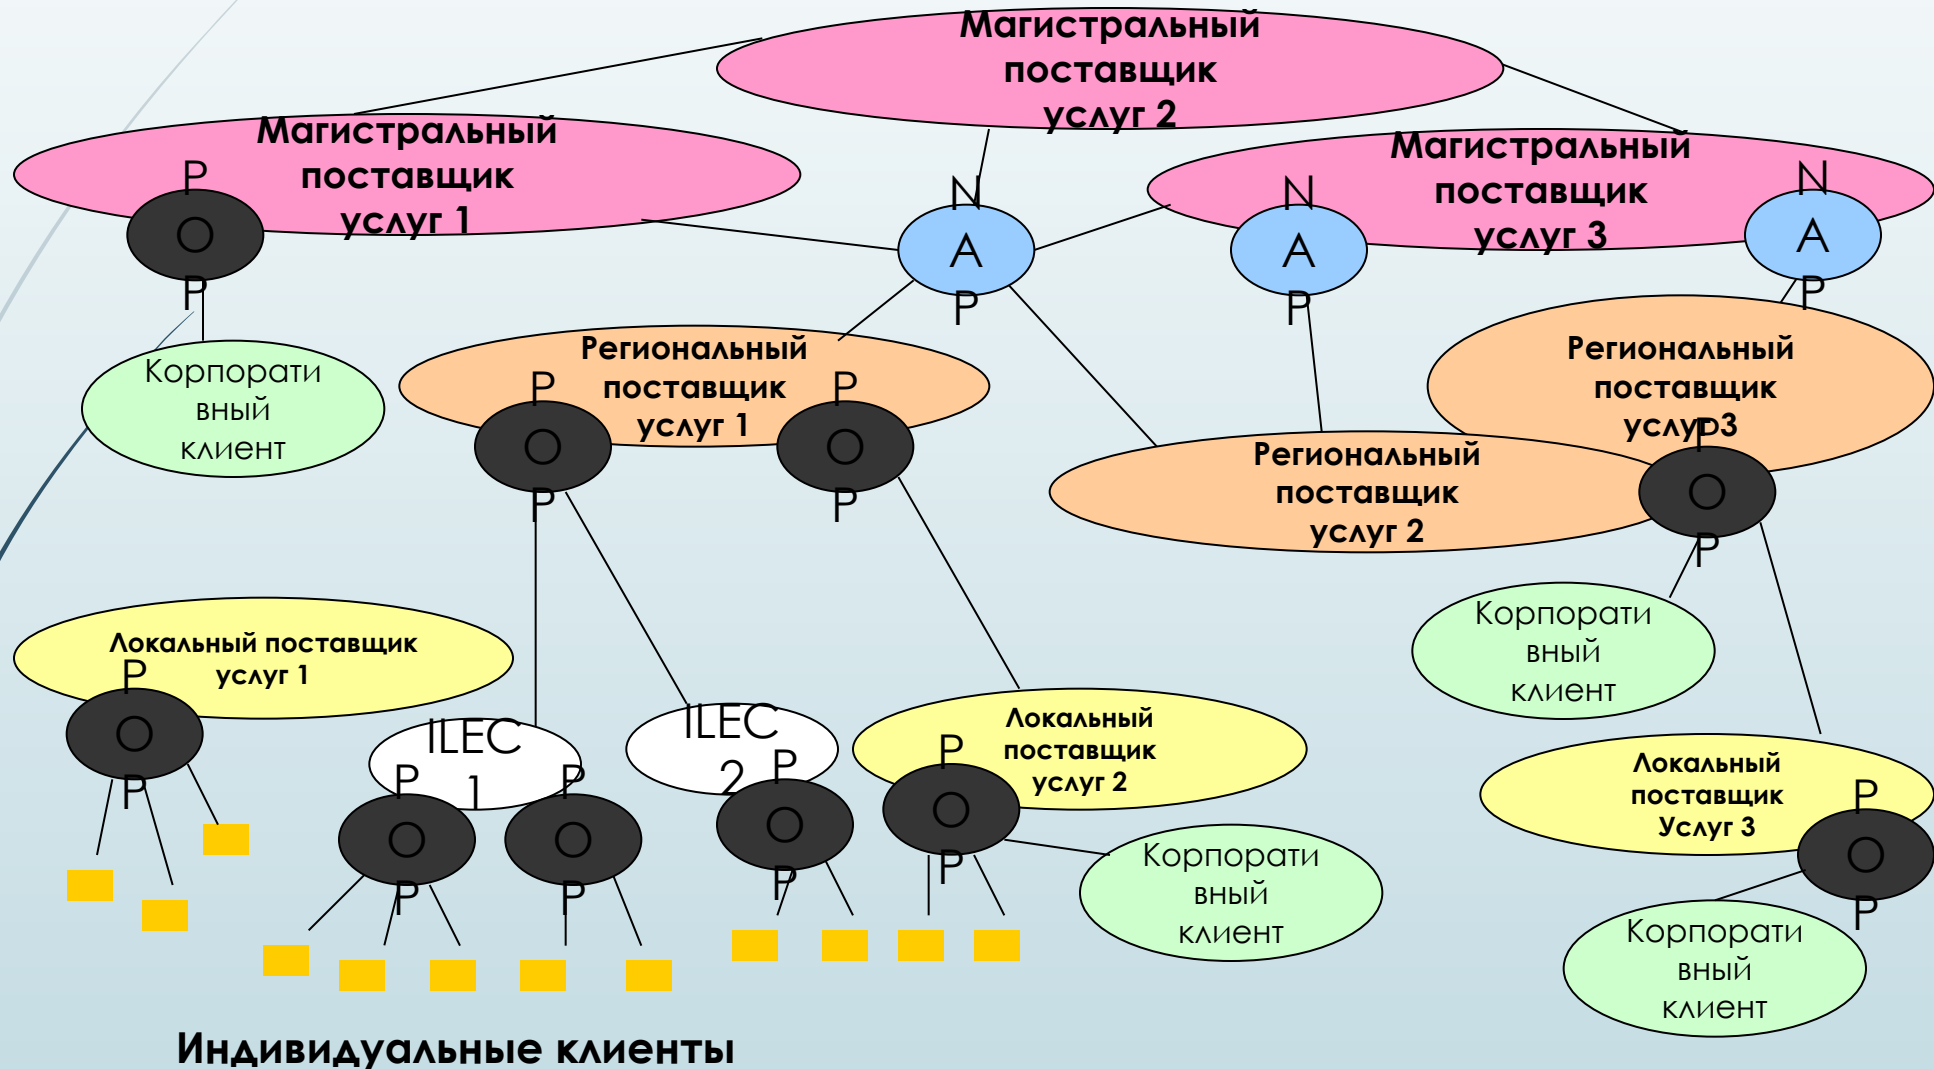 Магистральный
поставщик
услуг 2
Магистральный
поставщик
услуг 1
Магистральный
поставщик
услуг 3
P
O
P
N
A
P
N
A
P
N
A
P
Корпорати
вный
клиент
Региональный
поставщик
услуг 1
P
O
P
P
O
P
Региональный
поставщик
услуг 3
Региональный
поставщик
услуг 2
P
O
P
Корпорати
вный
клиент
Локальный поставщик
услуг 1
P
O
P
ILEC
1
P
O
P
P
O
P
ILEC
2
P
O
P
Локальный
поставщик
услуг 2
P
O
P
Корпорати
вный
клиент
Локальный
поставщик
Услуг 3
P
O
P
Корпорати
вный
клиент
Индивидуальные клиенты